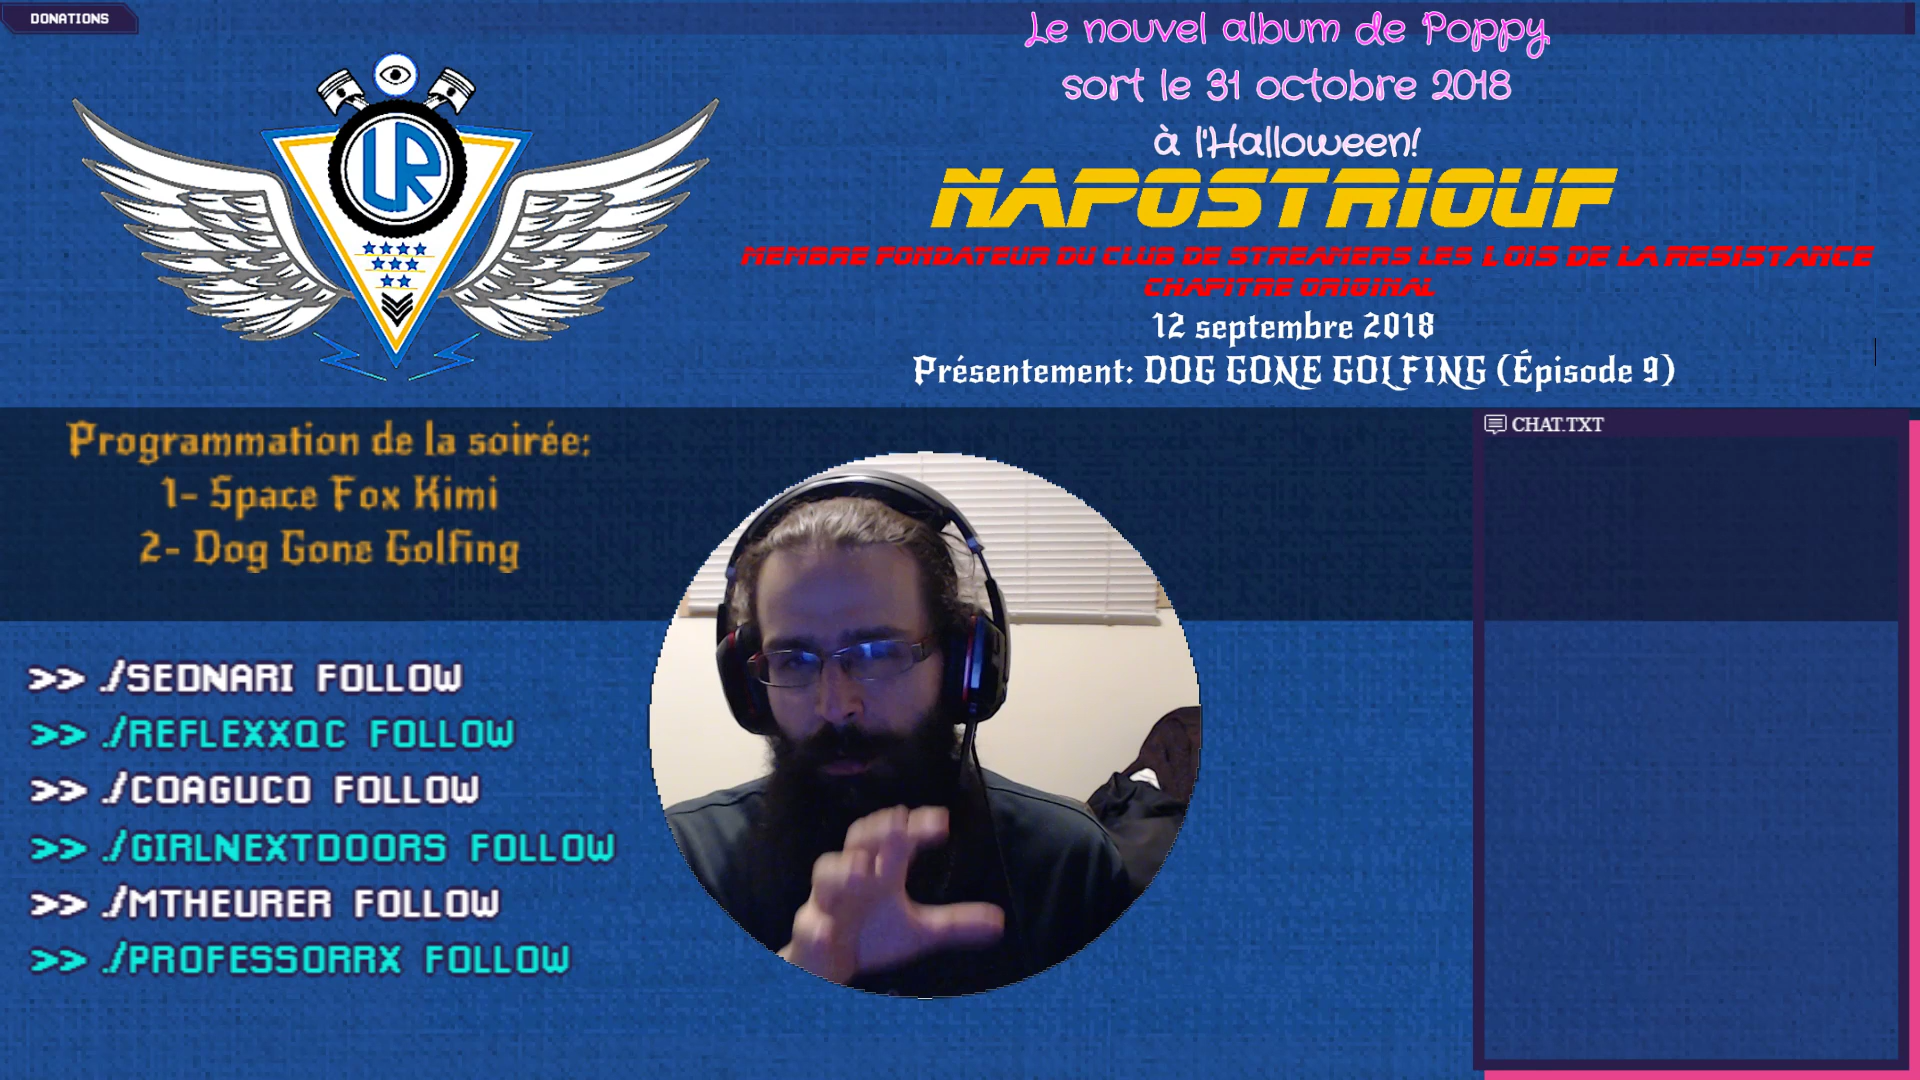 DONATIONS
Le nouvel album de Poppy
sort le 31 octobre 2018
à l'Halloween!
NAPOSTRIOUF
MEMBRE FONDATEUR DU CLUB DE STREAMERS LES LOIS DE LA RESISTANCE
CHAPITRE ORIGINAL
12 septembre 2018
Présentement: DOG GONE GOLFING (Épisode 9)
LR
Programmation de la soirée:
1- Space Fox Kimi
2- Dog Gone Golfing
CHAT.TXT
>> ./SEDNARI FOLLOW
>> ./REFLEXXQC FOLLOW
>> ./COAGUCO FOLLOW
>> ./GIRLNEXTDOORS FOLLOW
>> ./MTHEURER FOLLOW
>> ./PROFESSORRX FOLLOW